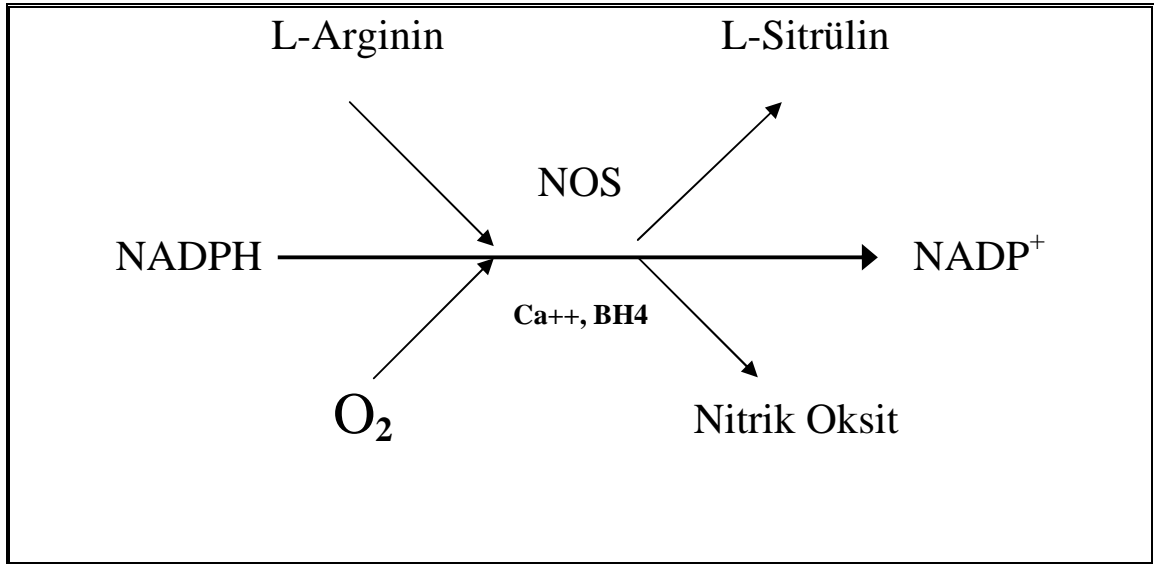 L-Arginin L-Sitrülin
NOS
NADPH NADP⁺
Ca++, BH4
O₂ Nitrik Oksit